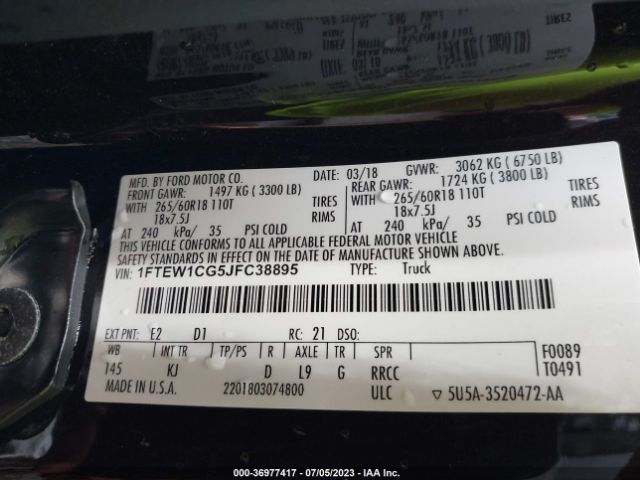 MFD. BY FORD MOTOR CO. DATE: 03/18 GVWR: 3062 KG ( 6750 LB)
FRONT GAWR: 1497 KG ( 3300 LB) REAR GAWR: 1724 KG ( 3800 LB)
WITH 265/60R18 110T TIRES WITH 265/60R18 110T TIRES
18x7.5J RIMS 18x7.5J RIMS
AT 240 kPa/ 35 PSI COLD AT 240 kPa/ 35 PSI COLD
THIS VEHICLE CONFORMS TO ALL APPLICABLE FEDERAL MOTOR VEHICLE
SAFETY STANDARDS IN EFFECT ON THE DATE OF MANUFACTURE SHOWN ABOVE.
VIN: 1FTEW1CG5JFC38895 TYPE: Truck
EXT PNT: E2 D1 RC: 21 DSO: F0089
WB INT TR TP/PS R AXLE TR SPR T0491
145 KJ D L9 G RRCC
MADE IN U.S.A. 2201803074800 ULC ▽ 5U5A-3520472-AA
000-36977417 - 07/05/2023 - IAA Inc.